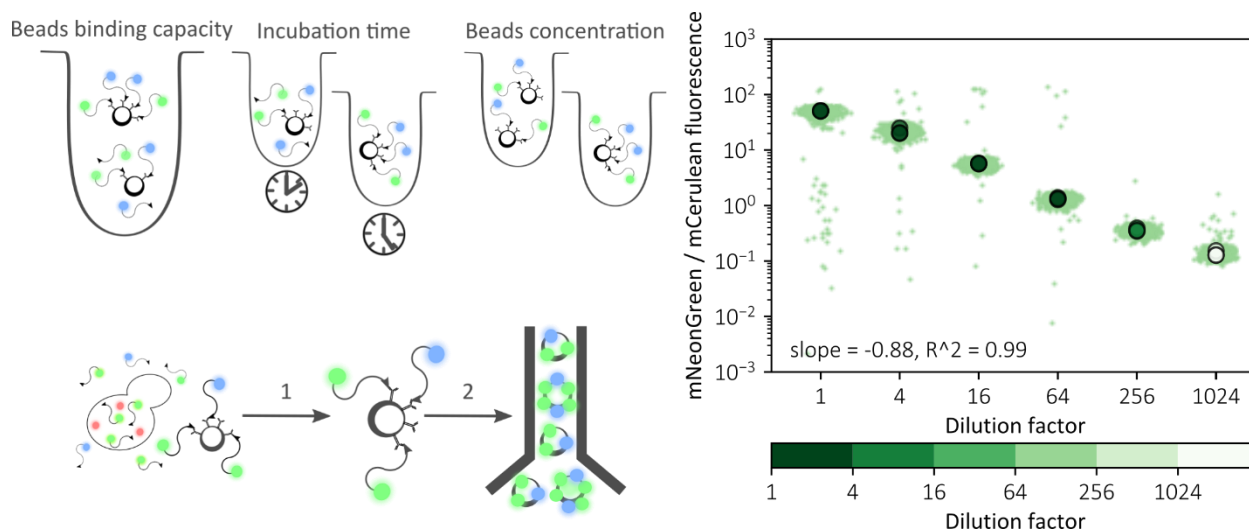 Beads binding capacity
Incubation time
Beads concentration
1
2
mNeonGreen / mCerulean fluorescence
10³
10²
10¹
10⁰
10⁻¹
10⁻²
10⁻³
slope = -0.88, R^2 = 0.99
1 4 16 64 256 1024
Dilution factor
1 4 16 64 256 1024
Dilution factor